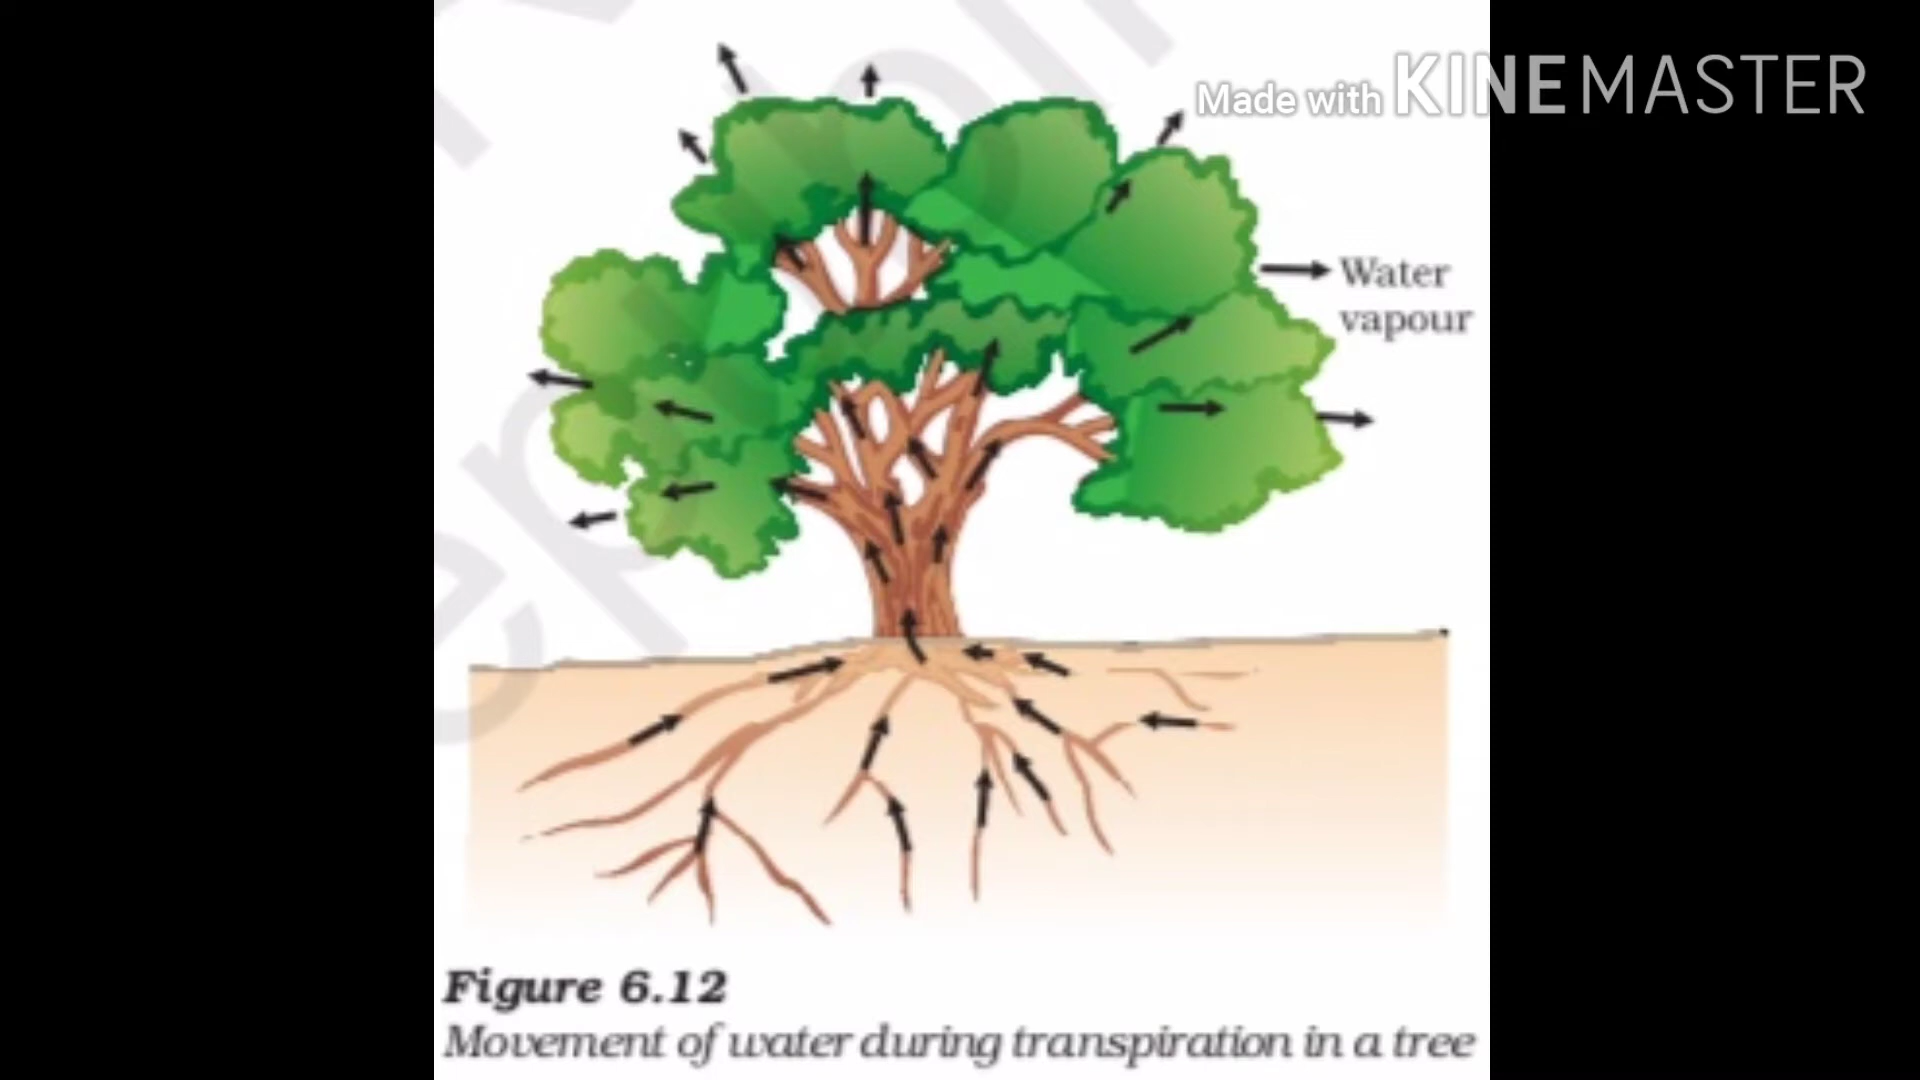 Made with KINEMASTER
Water
vapour
Figure 6.12
Movement of water during transpiration in a tree